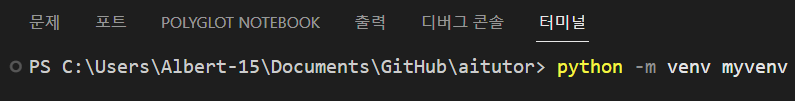 문제 포트 POLYGLOT NOTEBOOK 출력 디버그 콘솔 터미널
PS C:\Users\Albert-15\Documents\GitHub\aitutor> python -m venv myvenv